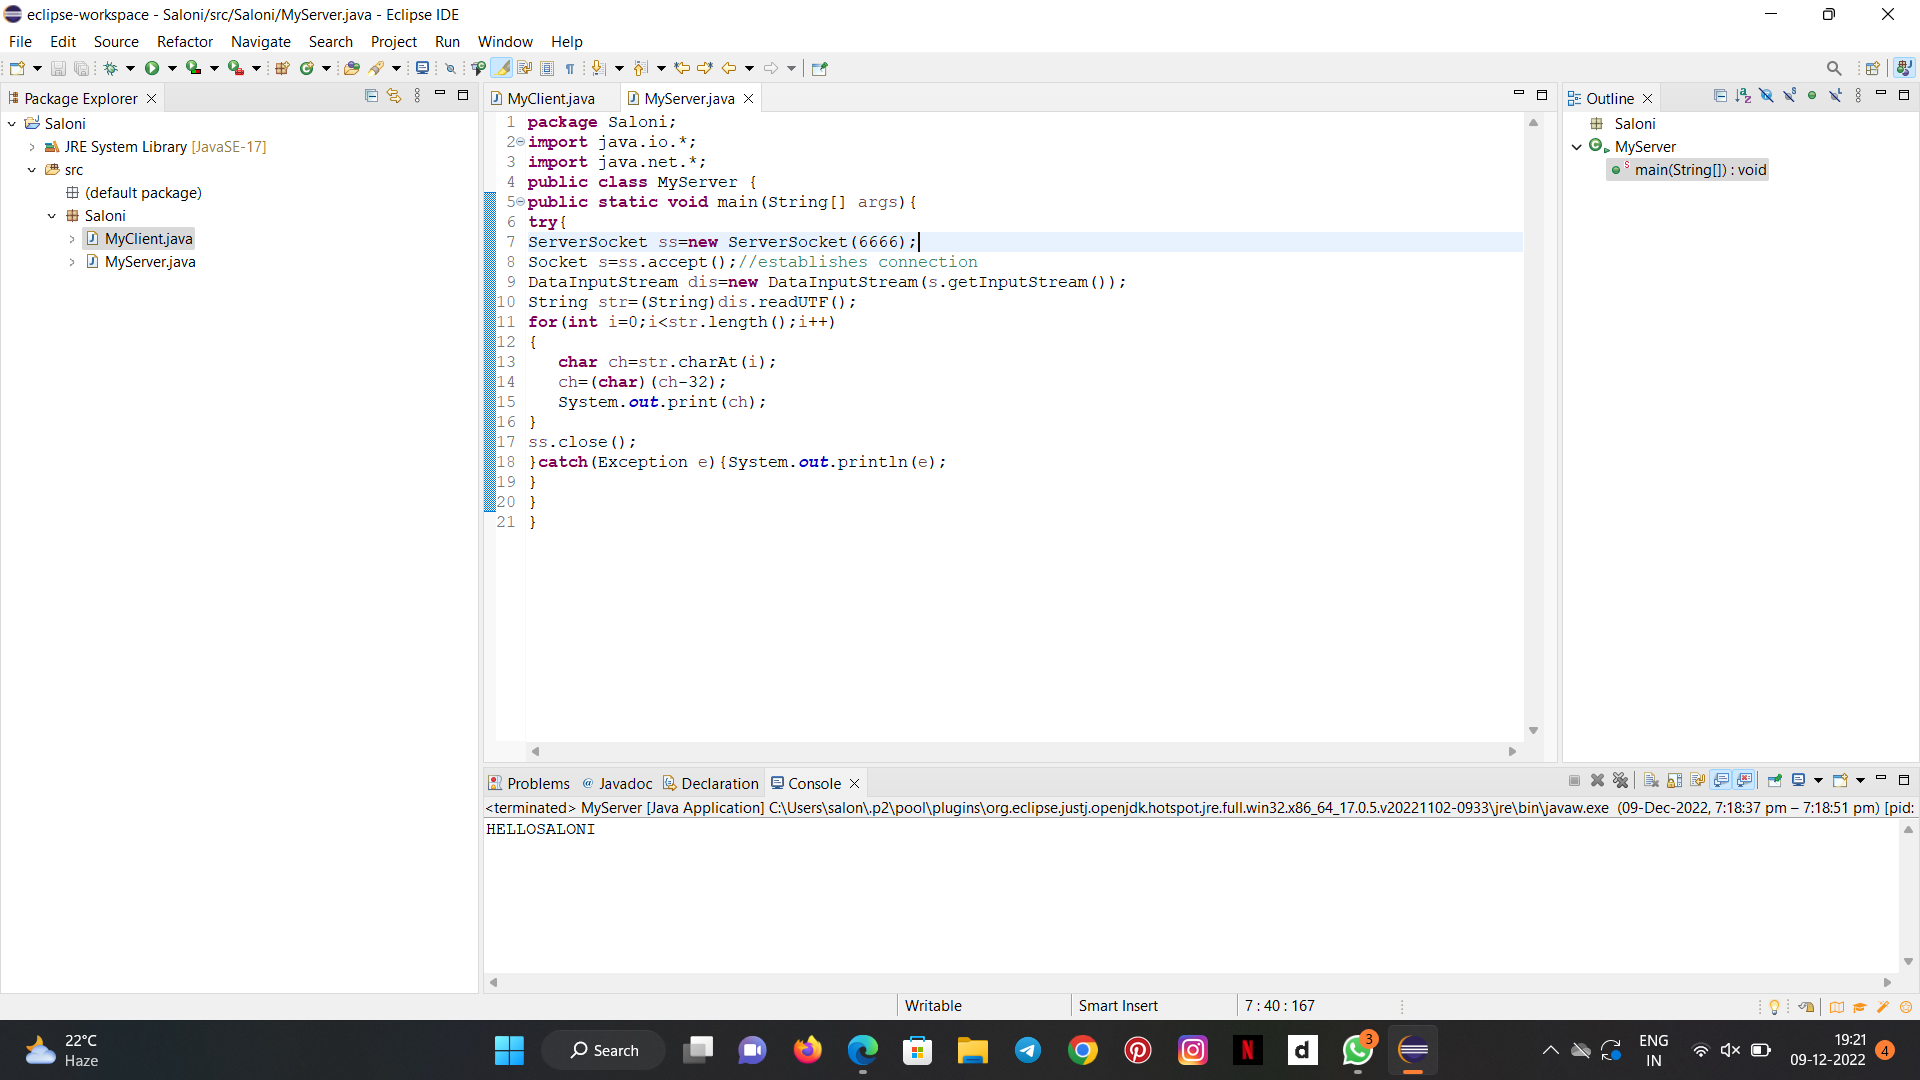 eclipse-workspace - Saloni/src/Saloni/MyServer.java - Eclipse IDE
File Edit Source Refactor Navigate Search Project Run Window Help
Package Explorer
Saloni
JRE System Library [JavaSE-17]
src
(default package)
Saloni
MyClient.java
MyServer.java
MyClient.java MyServer.java
1 package Saloni;
2 import java.io.*;
3 import java.net.*;
4 public class MyServer {
5 public static void main(String[] args){
6 try{
7 ServerSocket ss=new ServerSocket(6666);
8 Socket s=ss.accept();//establishes connection
9 DataInputStream dis=new DataInputStream(s.getInputStream());
10 String str=(String)dis.readUTF();
11 for(int i=0;i<str.length();i++)
12 {
13 char ch=str.charAt(i);
14 ch=(char)(ch-32);
15 System.out.print(ch);
16 }
17 ss.close();
18 }catch(Exception e){System.out.println(e);
19 }
20 }
21 }
Outline
Saloni
MyServer
main(String[]) : void
Problems Javadoc Declaration Console
<terminated> MyServer [Java Application] C:\Users\salon\.p2\pool\plugins\org.eclipse.justj.openjdk.hotspot.jre.full.win32.x86_64_17.0.5.v20221102-0933\jre\bin\javaw.exe (09-Dec-2022, 7:18:37 pm – 7:18:51 pm) [pid:
HELLOSALONI
Writable Smart Insert 7 : 40 : 167
22°C
Haze
Search
3
ENG
IN
19:21
09-12-2022
4